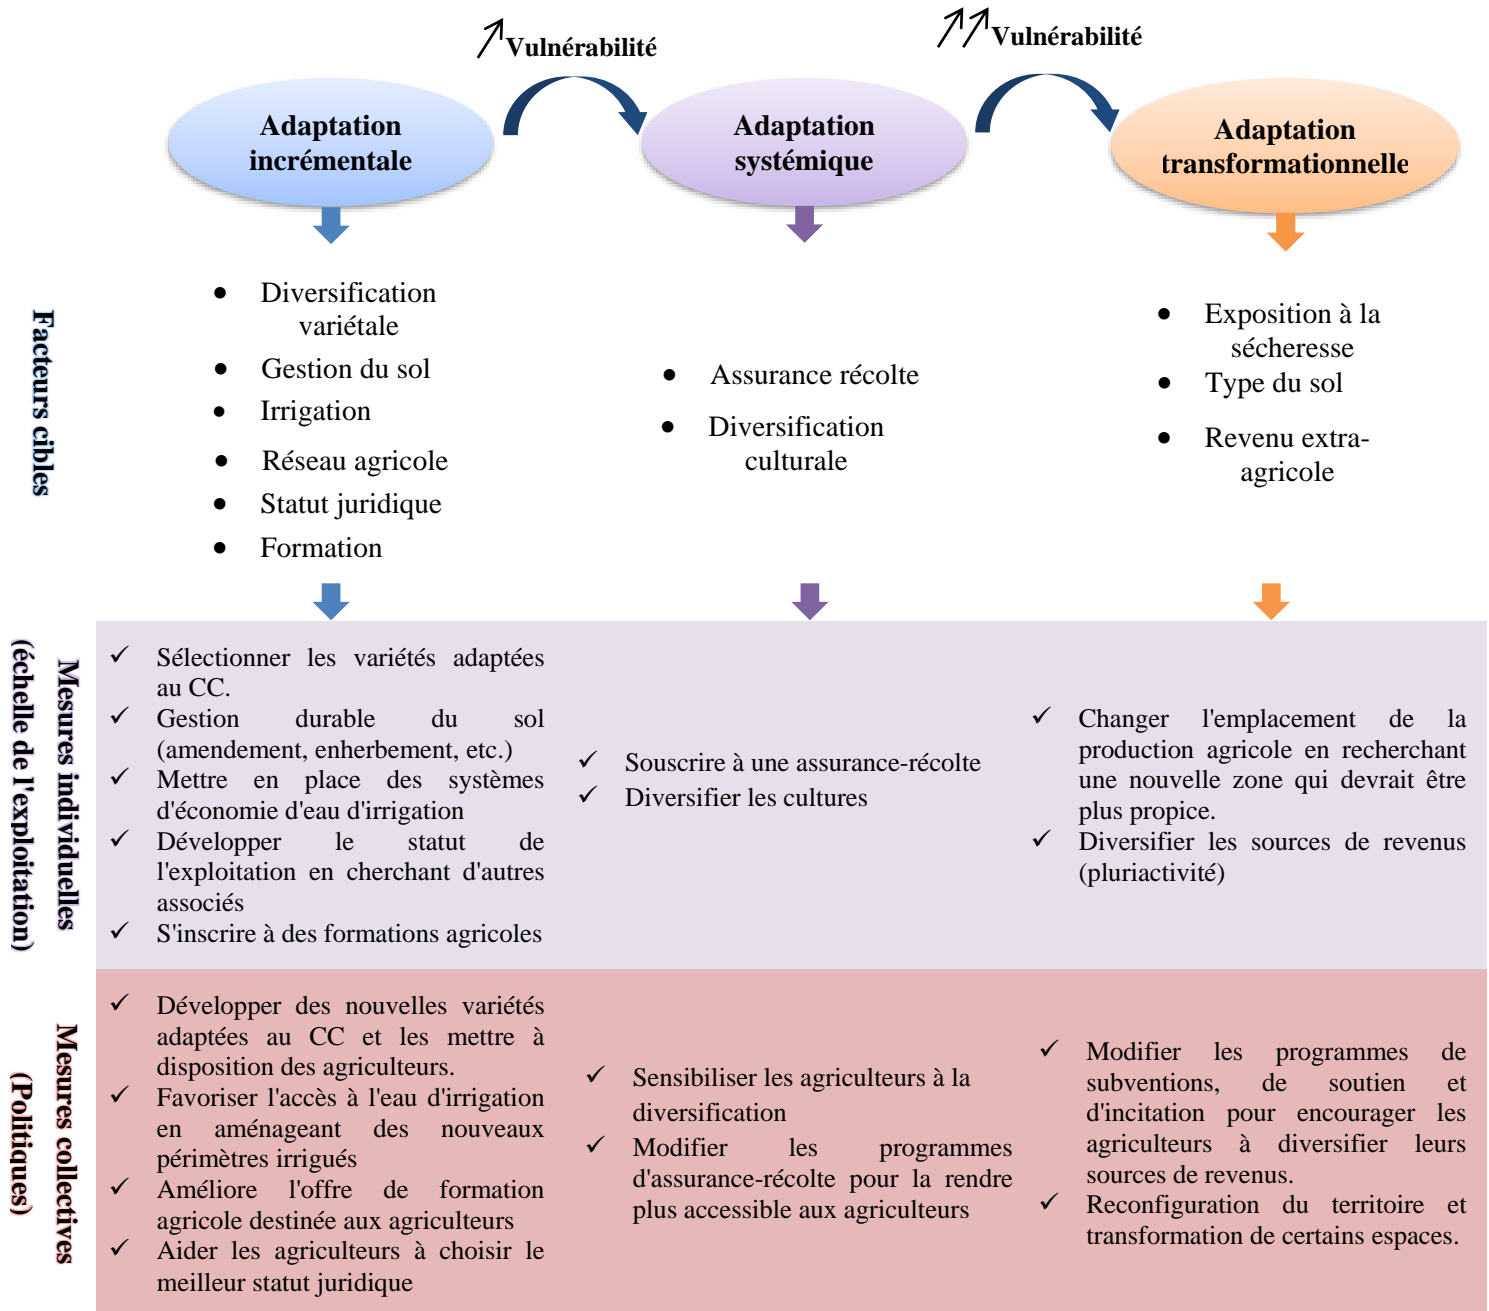 Vulnérabilité
Vulnérabilité
Adaptation
incrémentale
Adaptation
systémique
Adaptation
transformationnelle
Facteurs cibles
• Diversification
variétale
• Gestion du sol
• Irrigation
• Réseau agricole
• Statut juridique
• Formation
• Assurance récolte
• Diversification
culturale
• Exposition à la
sécheresse
• Type du sol
• Revenu extra-
agricole
Mesures individuelles
(échelle de l'exploitation)
✓ Sélectionner les variétés adaptées
au CC.
✓ Gestion durable du sol
(amendement, enherbement, etc.)
✓ Mettre en place des systèmes
d'économie d'eau d'irrigation
✓ Développer le statut de
l'exploitation en cherchant d'autres
associés
✓ S'inscrire à des formations agricoles
✓ Souscrire à une assurance-récolte
✓ Diversifier les cultures
✓ Changer l'emplacement de la
production agricole en recherchant
une nouvelle zone qui devrait être
plus propice.
✓ Diversifier les sources de revenus
(pluriactivité)
Mesures collectives
(Politiques)
✓ Développer des nouvelles variétés
adaptées au CC et les mettre à
disposition des agriculteurs.
✓ Favoriser l'accès à l'eau d'irrigation
en aménageant des nouveaux
périmètres irrigués
✓ Améliore l'offre de formation
agricole destinée aux agriculteurs
✓ Aider les agriculteurs à choisir le
meilleur statut juridique
✓ Sensibiliser les agriculteurs à la
diversification
✓ Modifier les programmes
d'assurance-récolte pour la rendre
plus accessible aux agriculteurs
✓ Modifier les programmes de
subventions, de soutien et
d'incitation pour encourager les
agriculteurs à diversifier leurs
sources de revenus.
✓ Reconfiguration du territoire et
transformation de certains espaces.